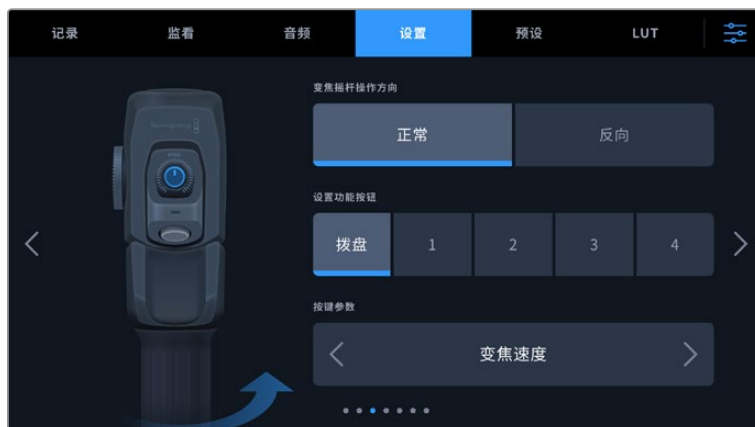 记录 监看 音频 设置 预设 LUT
变焦摇杆操作方向
正常 反向
设置功能按钮
拨盘 1 2 3 4
按键参数
变焦速度